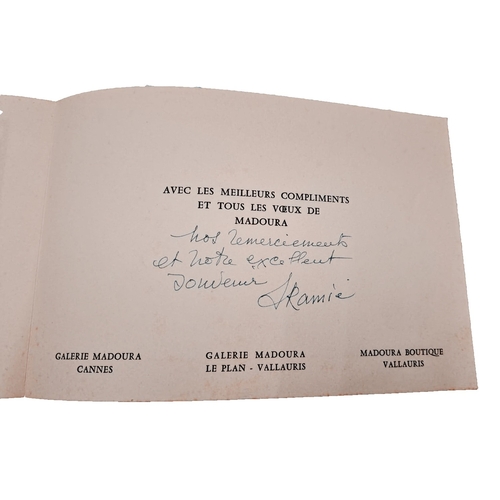 AVEC LES MEILLEURS COMPLIMENTS
ET TOUS LES VŒUX DE
MADOURA
nos remerciements
et notre excellent
souvenir SRamié
GALERIE MADOURA
CANNES
GALERIE MADOURA
LE PLAN - VALLAURIS
MADOURA BOUTIQUE
VALLAURIS